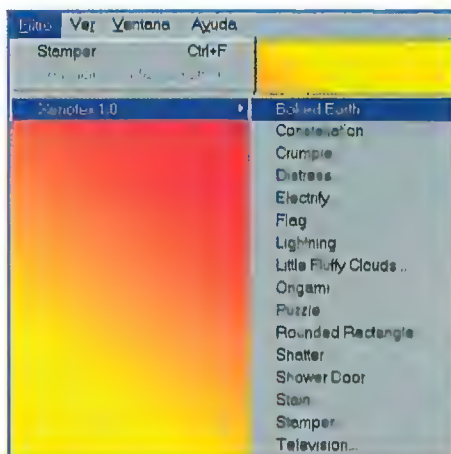 Filtro Ver Ventana Ayuda
Stamper Ctrl+F
Xenofex 1.0
Baked Earth
Constellation
Crumple
Distress
Electrify
Flag
Lightning
Little Fluffy Clouds...
Origami
Puzzle
Rounded Rectangle
Shatter
Shower Door
Stain
Stamper
Television...